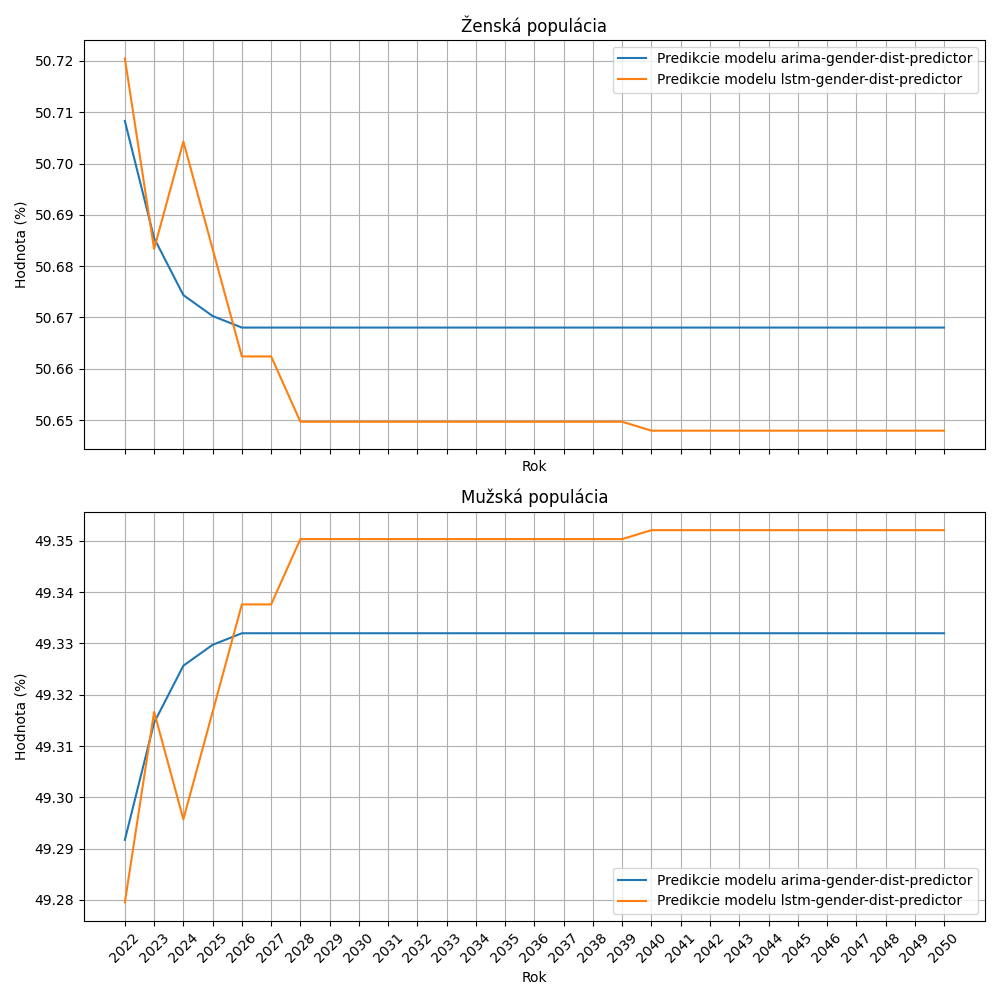 Ženská populácia
Predikcie modelu arima-gender-dist-predictor
Predikcie modelu lstm-gender-dist-predictor
50.72
50.71
50.70
50.69
50.68
50.67
50.66
50.65
Hodnota (%)
Rok
Mužská populácia
49.35
49.34
49.33
49.32
49.31
49.30
49.29
49.28
Hodnota (%)
Predikcie modelu arima-gender-dist-predictor
Predikcie modelu lstm-gender-dist-predictor
2022 2023 2024 2025 2026 2027 2028 2029 2030 2031 2032 2033 2034 2035 2036 2037 2038 2039 2040 2041 2042 2043 2044 2045 2046 2047 2048 2049 2050
Rok